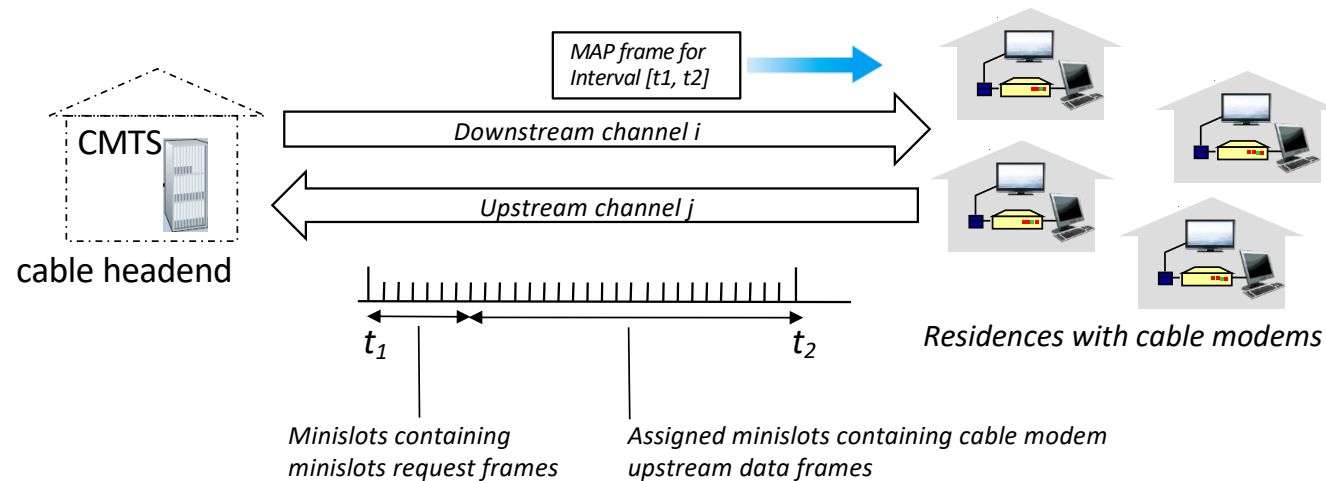 MAP frame for
Interval [t1, t2]
CMTS
Downstream channel i
Upstream channel j
cable headend
t1
t2
Residences with cable modems
Minislots containing
minislots request frames
Assigned minislots containing cable modem
upstream data frames